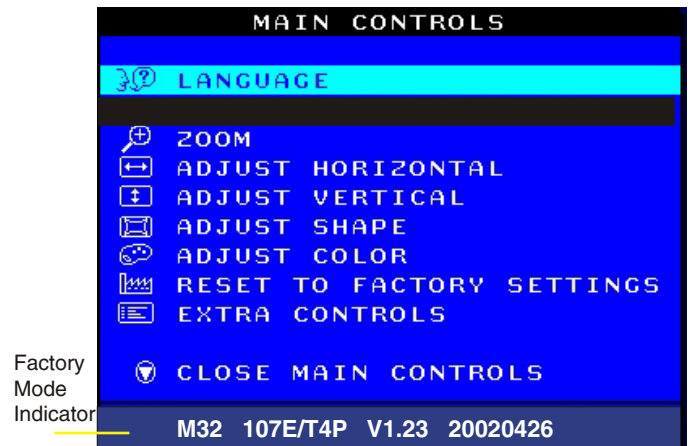 MAIN CONTROLS
LANGUAGE
ZOOM
ADJUST HORIZONTAL
ADJUST VERTICAL
ADJUST SHAPE
ADJUST COLOR
RESET TO FACTORY SETTINGS
EXTRA CONTROLS
CLOSE MAIN CONTROLS
Factory
Mode
Indicator
M32 107E/T4P V1.23 20020426